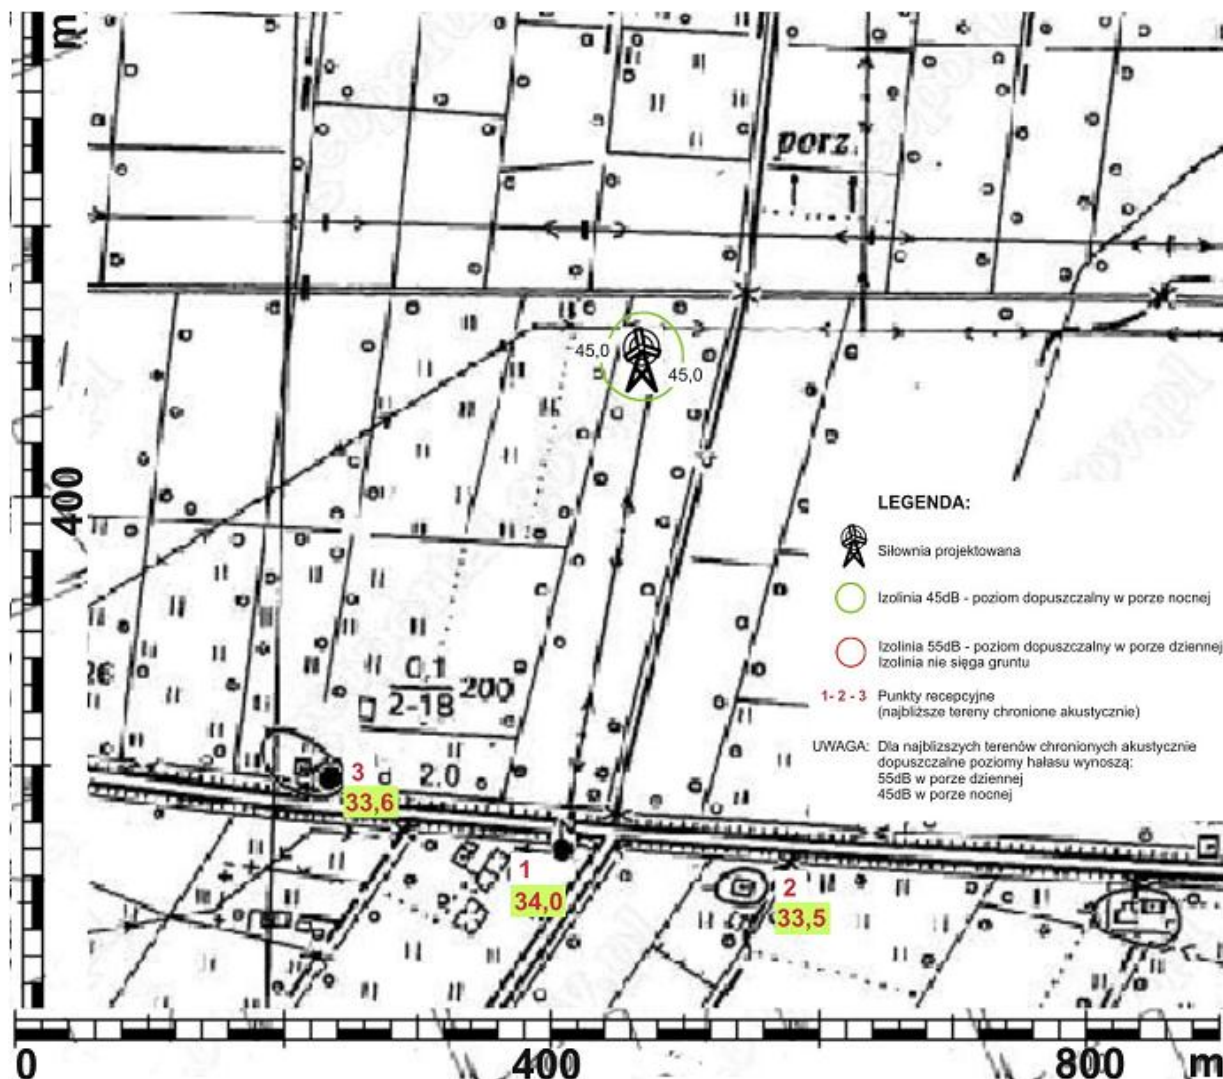 m
porz
45,0
45,0
400
LEGENDA:
Siłownia projektowana
Izolinia 45dB - poziom dopuszczalny w porze nocnej
Izolinia 55dB - poziom dopuszczalny w porze dziennej
Izolinia nie sięga gruntu
1- 2 - 3 Punkty recepcyjne
(najbliższe tereny chronione akustycznie)
UWAGA: Dla najblizszych terenów chronionych akustycznie
dopuszczalne poziomy hałasu wynoszą:
55dB w porze dziennej
45dB w porze nocnej
200
2-18
2.0
3
33,6
1
34,0
2
33,5
0 400 800 m